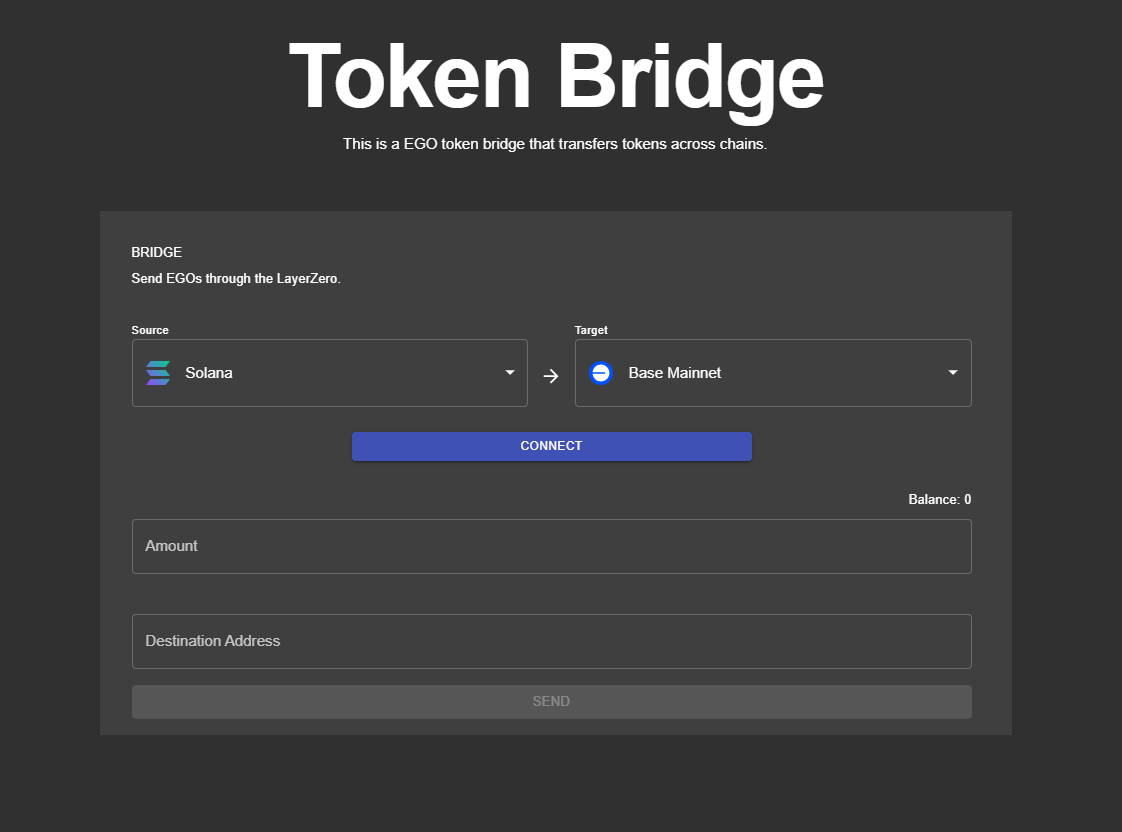 Token Bridge
This is a EGO token bridge that transfers tokens across chains.
BRIDGE
Send EGOs through the LayerZero.
Source
Target
Solana
Base Mainnet
CONNECT
Balance: 0
Amount
Destination Address
SEND